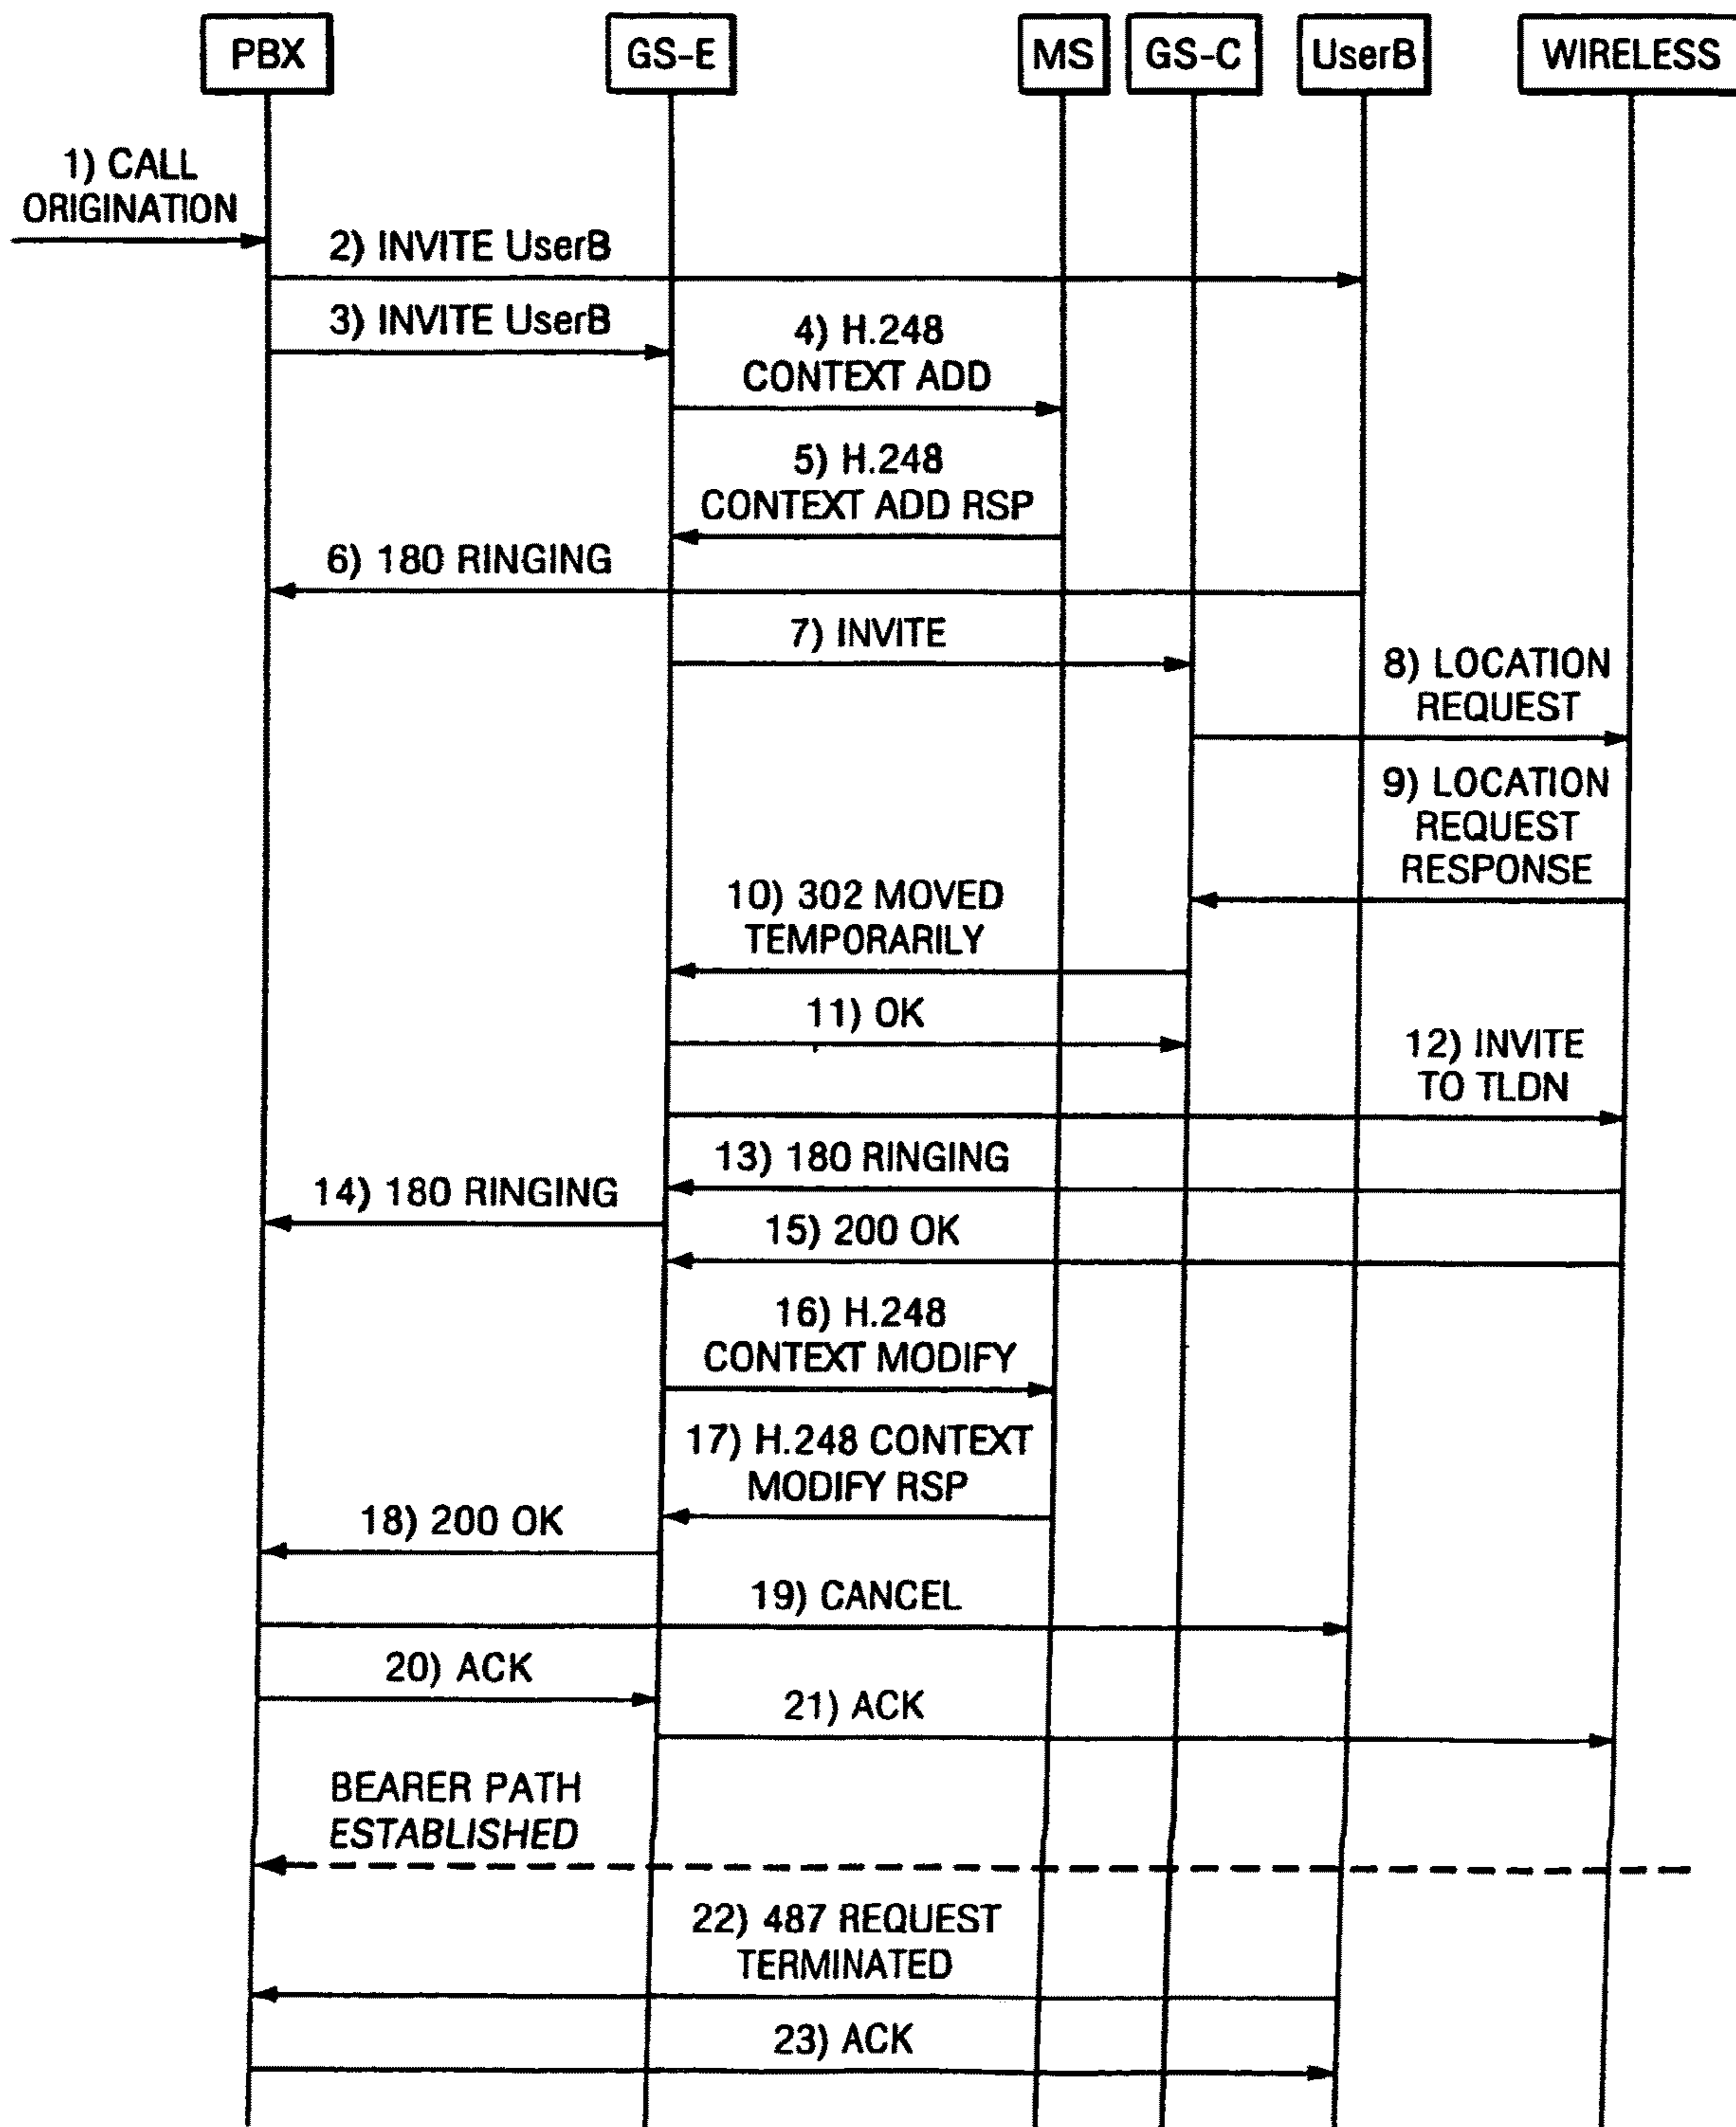 PBX
GS-E
MS
GS-C
UserB
WIRELESS
1) CALL
ORIGINATION
2) INVITE UserB
3) INVITE UserB
4) H.248
CONTEXT ADD
5) H.248
CONTEXT ADD RSP
6) 180 RINGING
7) INVITE
8) LOCATION
REQUEST
9) LOCATION
REQUEST
RESPONSE
10) 302 MOVED
TEMPORARILY
11) OK
12) INVITE
TO TLDN
13) 180 RINGING
14) 180 RINGING
15) 200 OK
16) H.248
CONTEXT MODIFY
17) H.248 CONTEXT
MODIFY RSP
18) 200 OK
19) CANCEL
20) ACK
21) ACK
BEARER PATH
ESTABLISHED
22) 487 REQUEST
TERMINATED
23) ACK